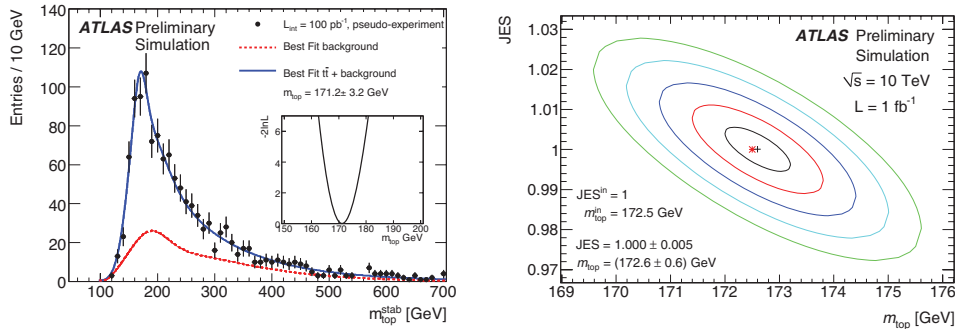 ATLAS Preliminary
Simulation
L_int = 100 pb⁻¹, pseudo-experiment
Best Fit background
Best Fit tt̄ + background
m_top = 171.2± 3.2 GeV
Entries / 10 GeV
140
120
100
80
60
40
20
0
100 200 300 400 500 600 700
m_top^stab [GeV]
-2lnL
6
4
2
0
150 160 170 180 190 200
m_top GeV
JES
ATLAS Preliminary
Simulation
√s = 10 TeV
L = 1 fb⁻¹
1.03
1.02
1.01
1.00
0.99
0.98
0.97
JES^in = 1
m_top^in = 172.5 GeV
JES = 1.000 ± 0.005
m_top = (172.6 ± 0.6) GeV
169 170 171 172 173 174 175 176
m_top [GeV]